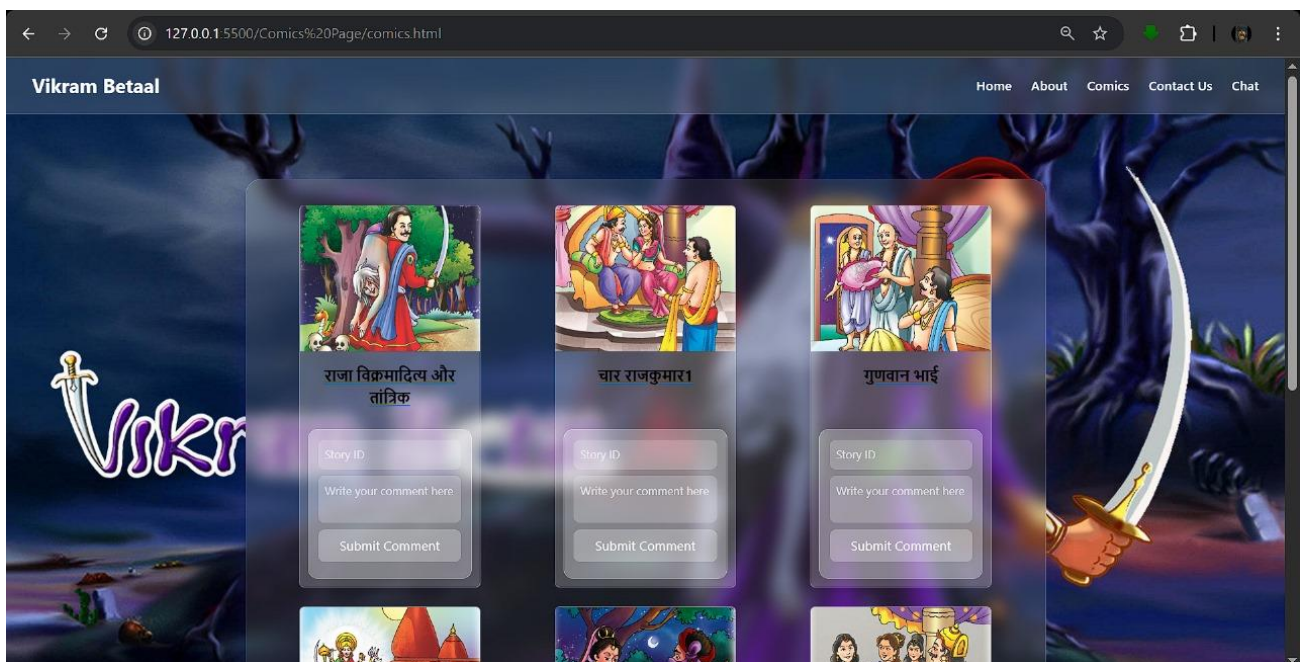 127.0.0.1:5500/Comics%20Page/comics.html
Vikram Betaal
Home About Comics Contact Us Chat
राजा विक्रमादित्य और
तांत्रिक
चार राजकुमार1
गुणवान भाई
Vikr
Story ID
Story ID
Story ID
Write your comment here
Write your comment here
Write your comment here
Submit Comment
Submit Comment
Submit Comment